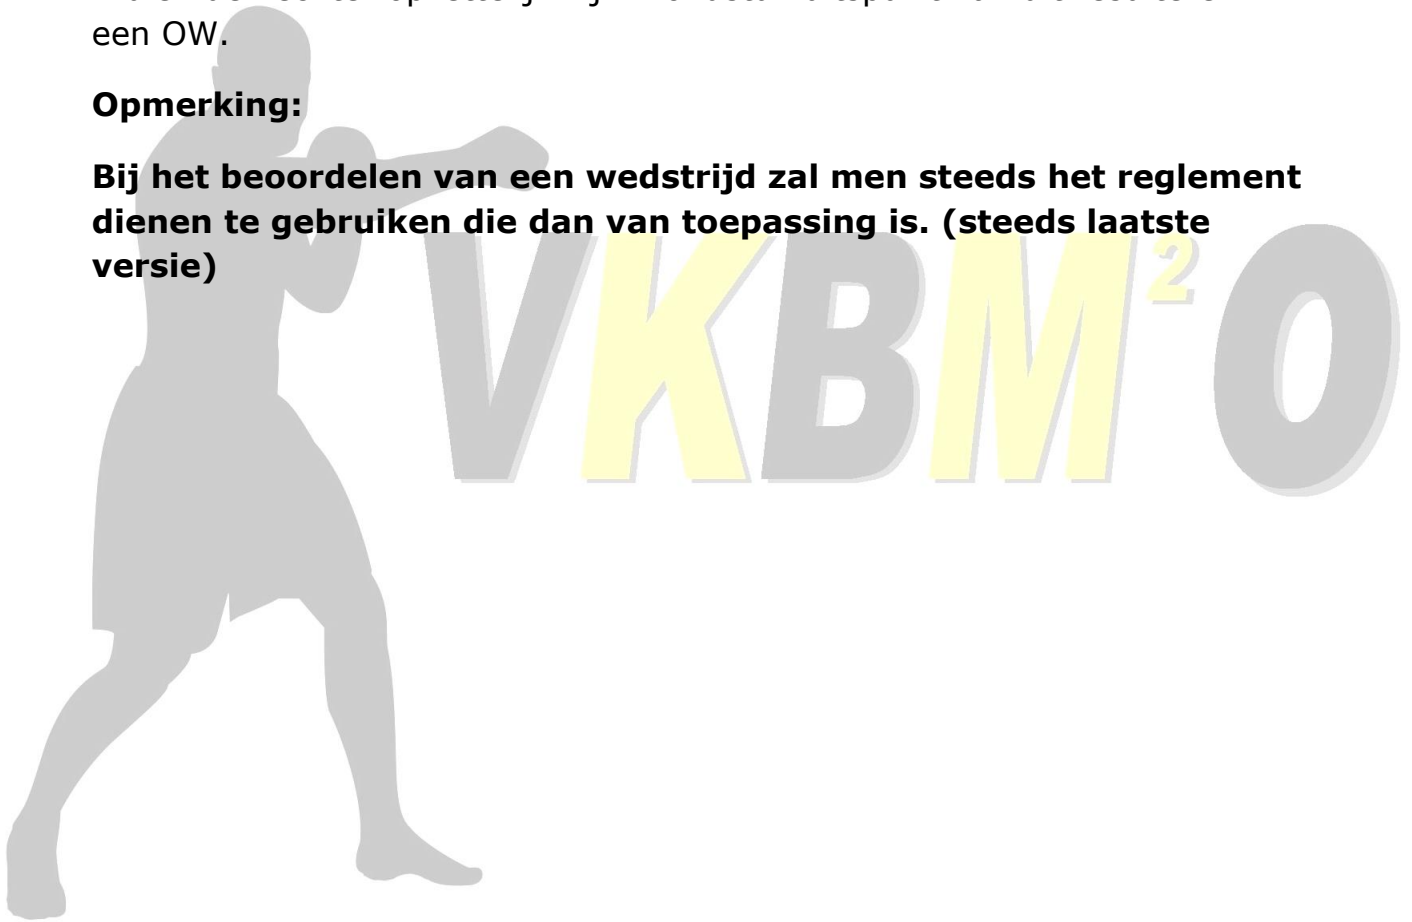 een OW.
Opmerking:
Bij het beoordelen van een wedstrijd zal men steeds het reglement
dienen te gebruiken die dan van toepassing is. (steeds laatste
versie)
VKBM²O